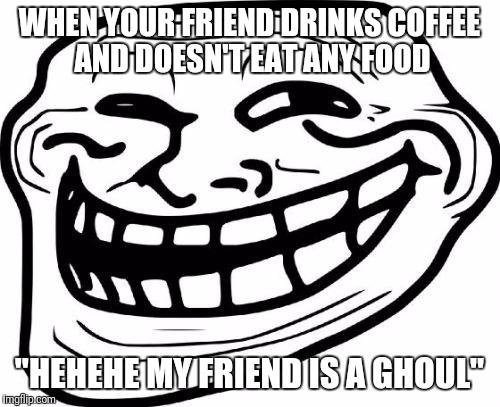 WHEN YOUR FRIEND DRINKS COFFEE
AND DOESN'T EAT ANY FOOD
"HEHEHE MY FRIEND IS A GHOUL"
imgflip.com